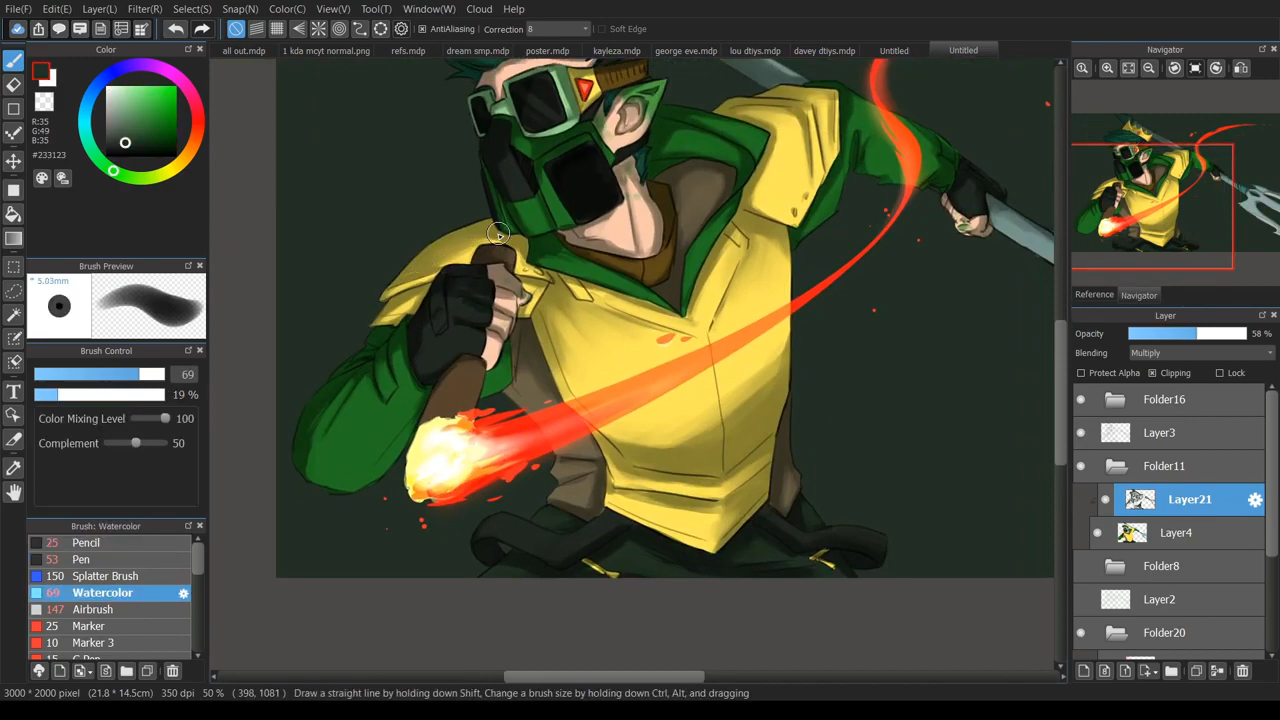 File(F) Edit(E) Layer(L) Filter(R) Select(S) Snap(N) Color(C) View(V) Tool(T) Window(W) Cloud Help
AntiAliasing Correction 8 Soft Edge
all out.mdp 1 kda mcyt normal.png refs.mdp dream smp.mdp poster.mdp kayleza.mdp george eve.mdp lou dtiys.mdp davey dtiys.mdp Untitled Untitled
Color
R:35
G:49
B:35
#233123
Brush Preview
* 5.03mm
Brush Control
69
19 %
Color Mixing Level 100
Complement 50
Brush: Watercolor
25 Pencil
53 Pen
150 Splatter Brush
69 Watercolor
147 Airbrush
25 Marker
10 Marker 3
Navigator
Reference Navigator
Layer
Opacity 58 %
Blending Multiply
Protect Alpha Clipping Lock
Folder16
Layer3
Folder11
Layer21
Layer4
Folder8
Layer2
Folder20
3000 * 2000 pixel (21.8 * 14.5cm) 350 dpi 50 % ( 398, 1081 ) Draw a straight line by holding down Shift, Change a brush size by holding down Ctrl, Alt, and dragging